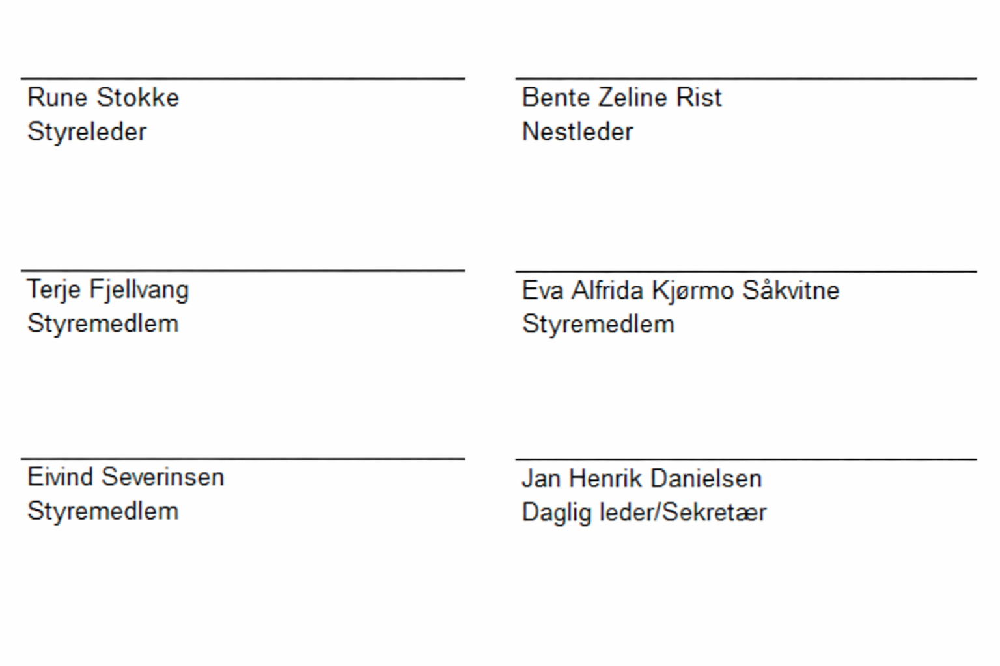 Rune Stokke
Styreleder
Bente Zeline Rist
Nestleder
Terje Fjellvang
Styremedlem
Eva Alfrida Kjørmo Såkvitne
Styremedlem
Eivind Severinsen
Styremedlem
Jan Henrik Danielsen
Daglig leder/Sekretær